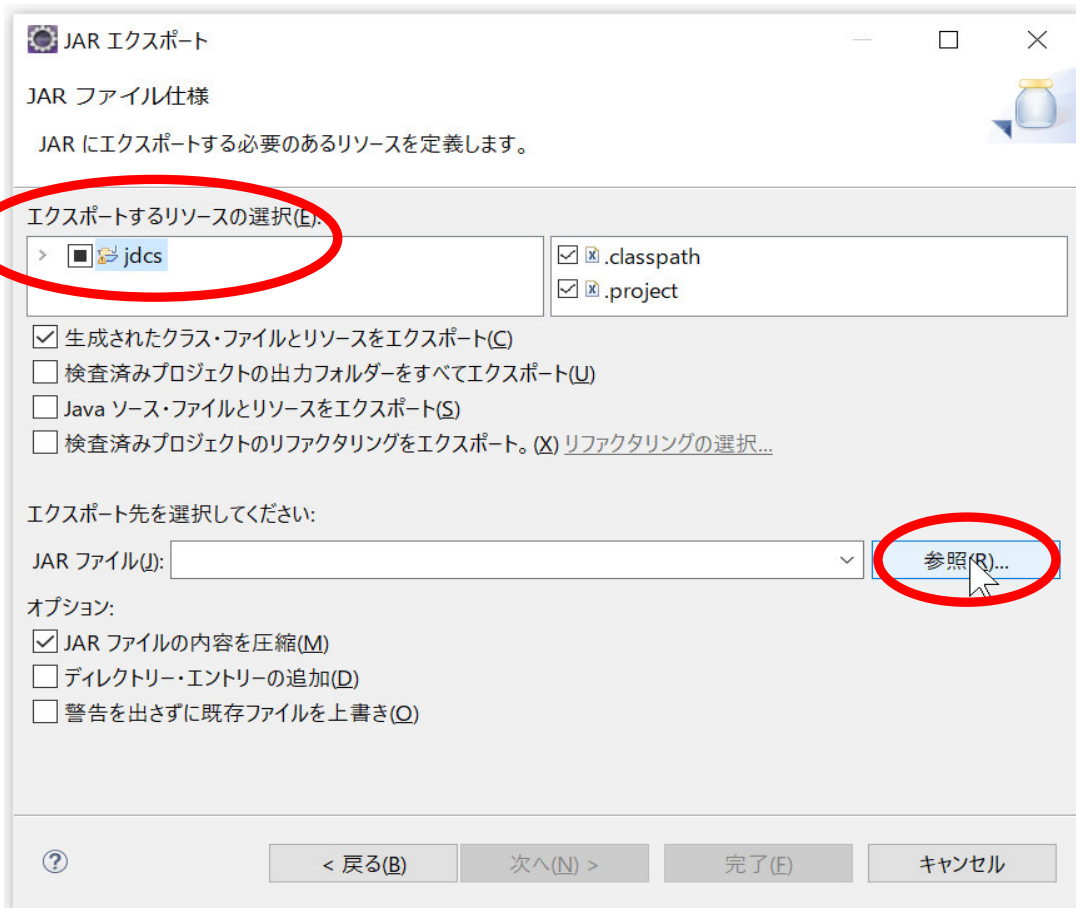 JAR エクスポート
JAR ファイル仕様
JAR にエクスポートする必要のあるリソースを定義します。
エクスポートするリソースの選択(E):
jdcs
.classpath
.project
生成されたクラス・ファイルとリソースをエクスポート(C)
検査済みプロジェクトの出力フォルダーをすべてエクスポート(U)
Java ソース・ファイルとリソースをエクスポート(S)
検査済みプロジェクトのリファクタリングをエクスポート。(X) リファクタリングの選択...
エクスポート先を選択してください:
JAR ファイル(J):
参照(R)...
オプション:
JAR ファイルの内容を圧縮(M)
ディレクトリー・エントリーの追加(D)
警告を出さずに既存ファイルを上書き(O)
< 戻る(B)
次へ(N) >
完了(F)
キャンセル